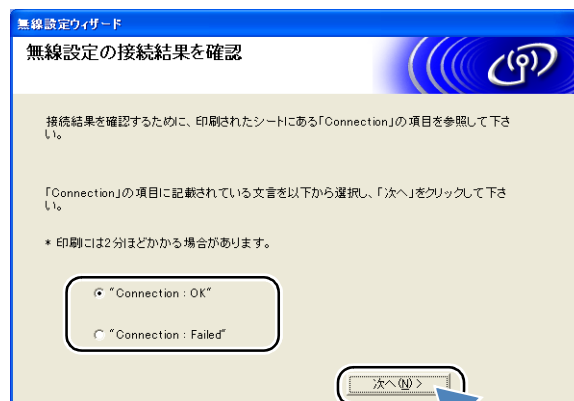 無線設定ウィザード
無線設定の接続結果を確認
接続結果を確認するために、印刷されたシートにある「Connection」の項目を参照して下さ
い。
「Connection」の項目に記載されている文言を以下から選択し、「次へ」をクリックして下さ
い。
* 印刷には2分ほどかかる場合があります。
"Connection : OK"
"Connection : Failed"
次へ(N) >